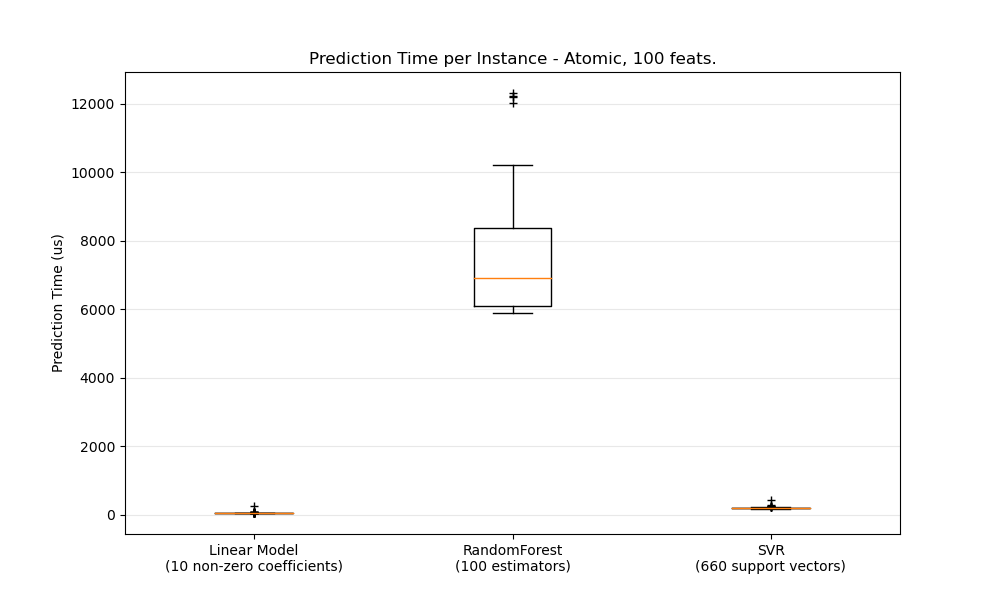 Prediction Time per Instance - Atomic, 100 feats.
Prediction Time (us)
12000
10000
8000
6000
4000
2000
0
Linear Model
(10 non-zero coefficients)
RandomForest
(100 estimators)
SVR
(660 support vectors)